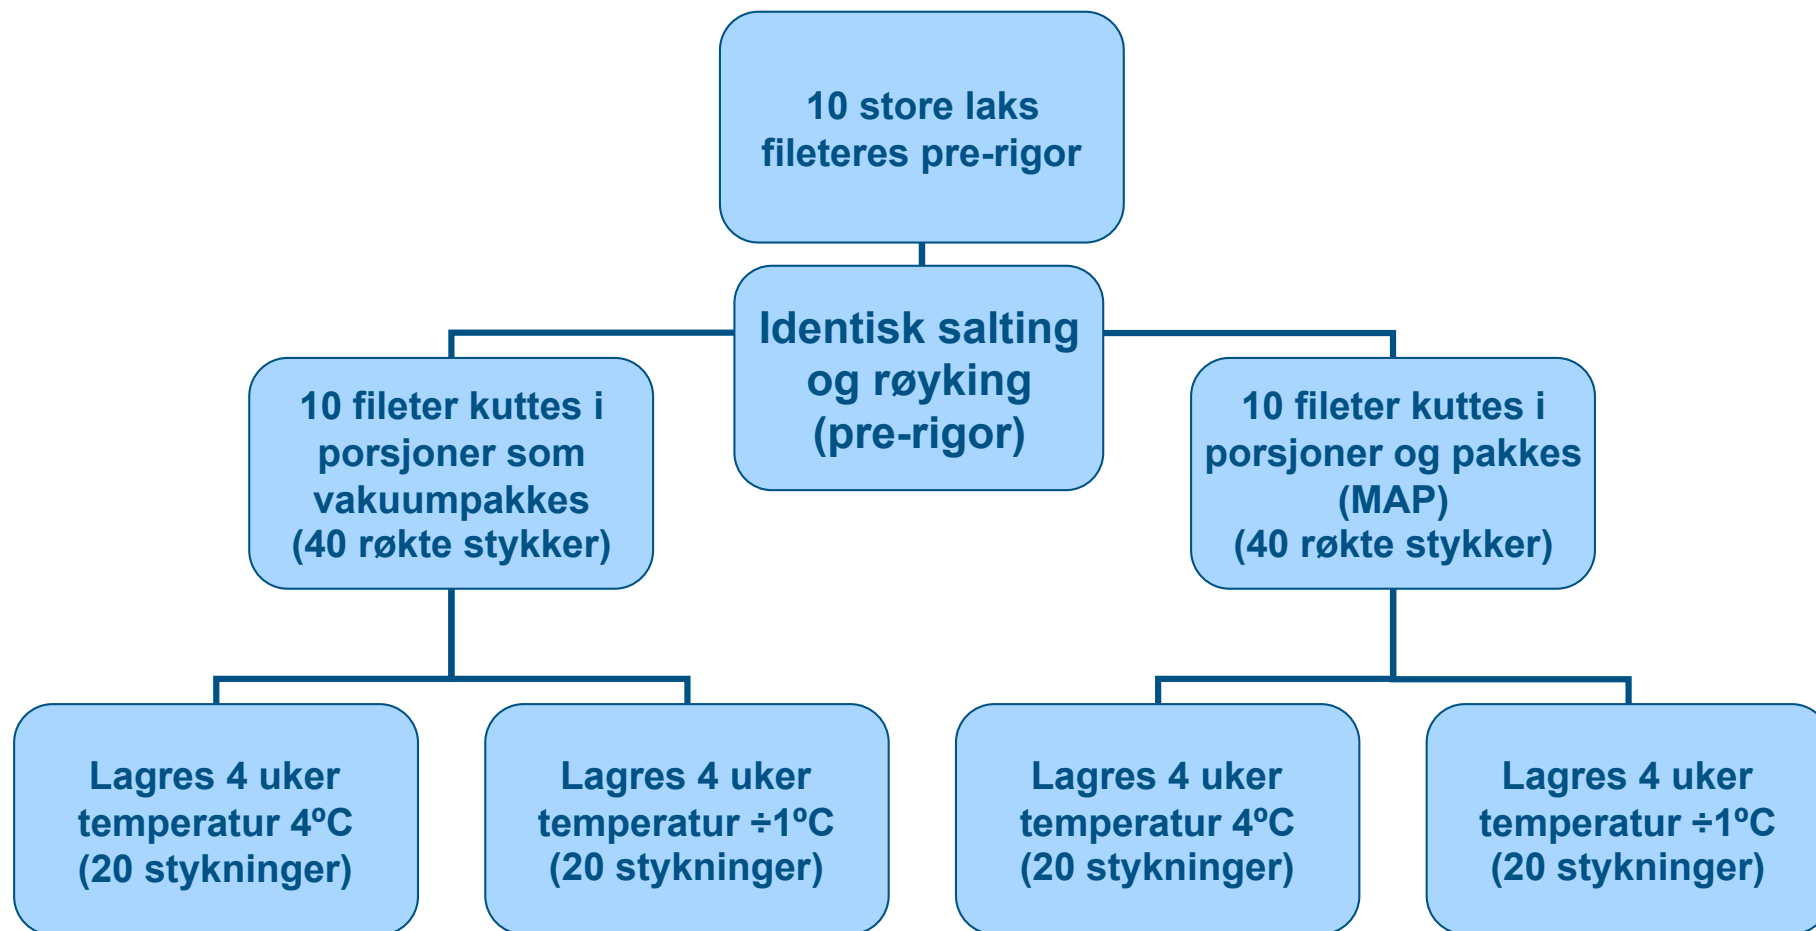 10 store laks
fileteres pre-rigor
Identisk salting
og røyking
(pre-rigor)
10 fileter kuttes i
porsjoner som
vakuumpakkes
(40 røkte stykker)
10 fileter kuttes i
porsjoner og pakkes
(MAP)
(40 røkte stykker)
Lagres 4 uker
temperatur 4ºC
(20 stykninger)
Lagres 4 uker
temperatur ÷1ºC
(20 stykninger)
Lagres 4 uker
temperatur 4ºC
(20 stykninger)
Lagres 4 uker
temperatur ÷1ºC
(20 stykninger)